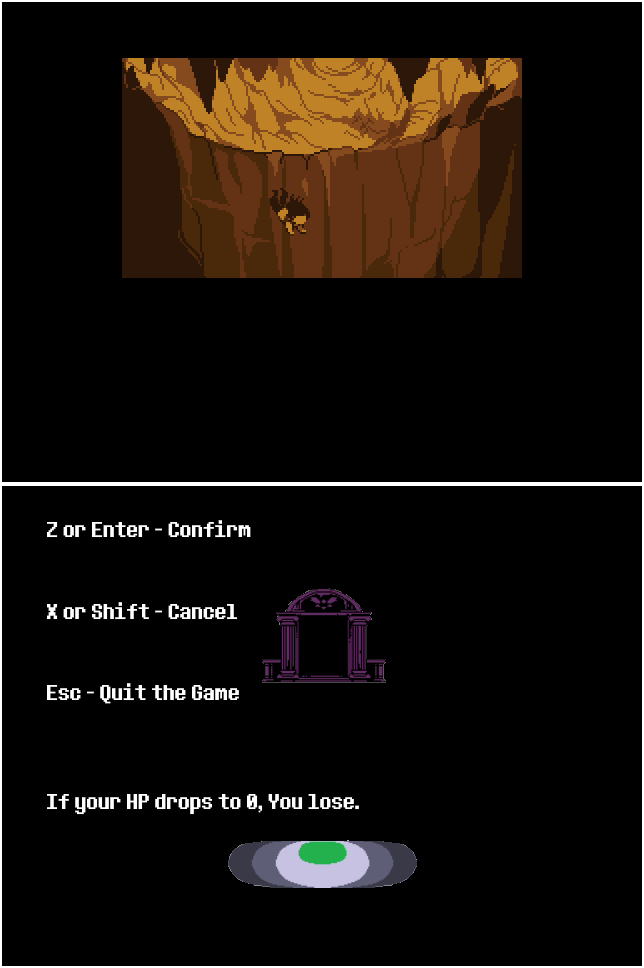 Z or Enter - Confirm
X or Shift - Cancel
Esc - Quit the Game
If your HP drops to 0, You lose.